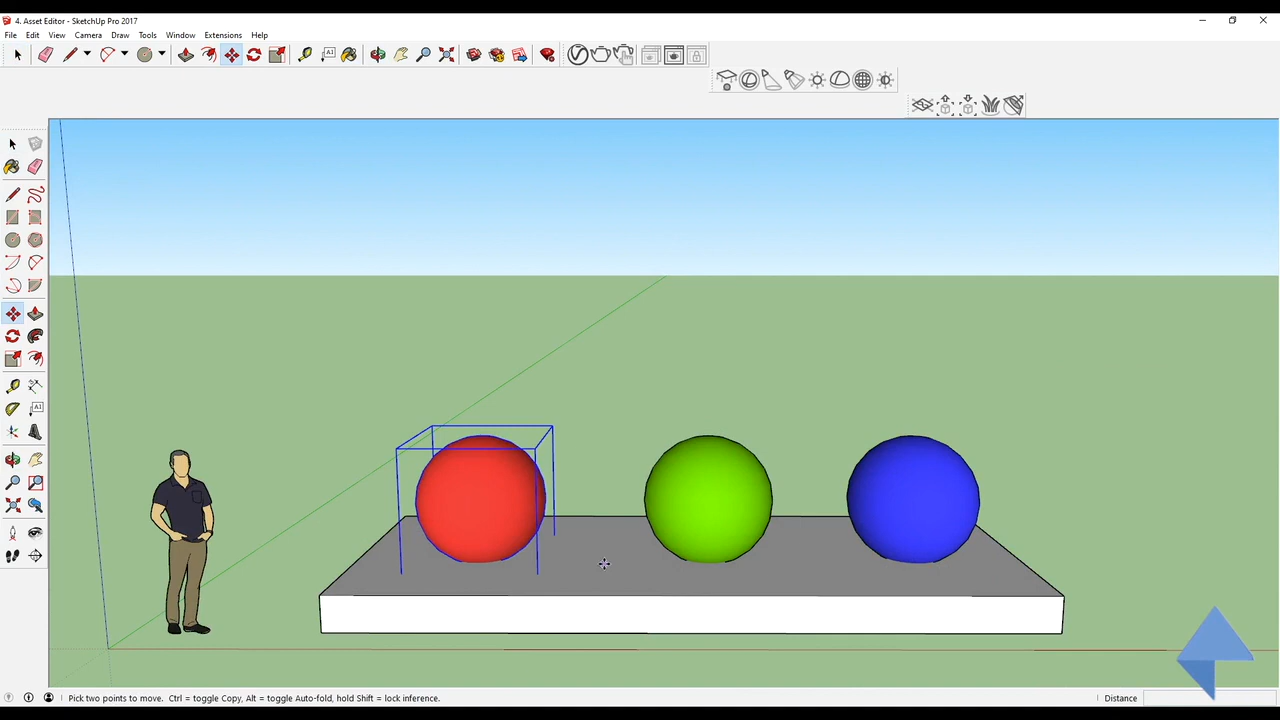 4. Asset Editor - SketchUp Pro 2017
File Edit View Camera Draw Tools Window Extensions Help
Pick two points to move. Ctrl = toggle Copy, Alt = toggle Auto-fold, hold Shift = lock inference.
Distance